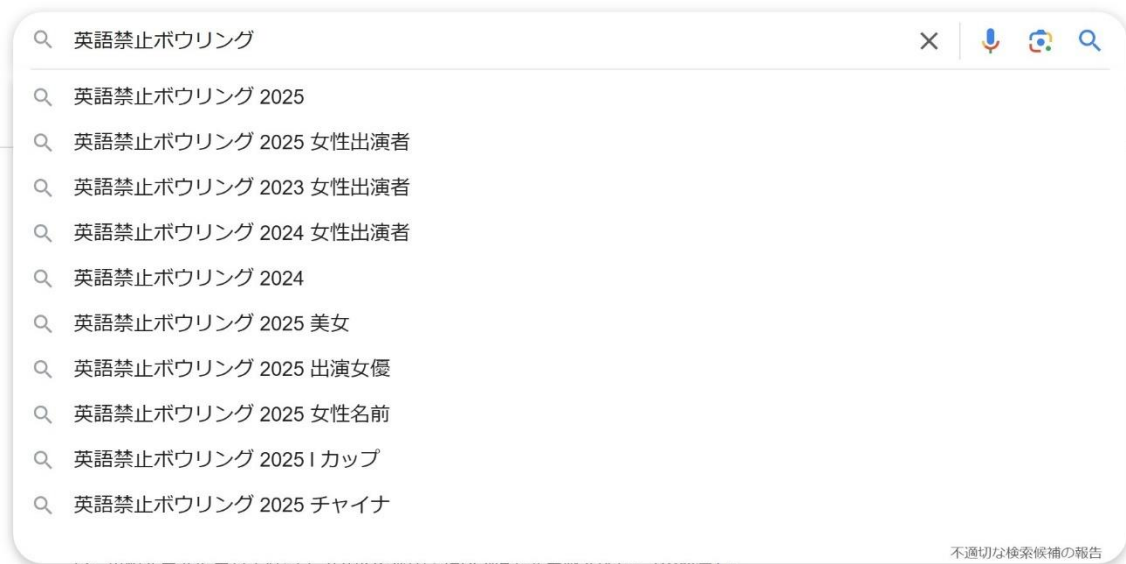 英語禁止ボウリング
英語禁止ボウリング 2025
英語禁止ボウリング 2025 女性出演者
英語禁止ボウリング 2023 女性出演者
英語禁止ボウリング 2024 女性出演者
英語禁止ボウリング 2024
英語禁止ボウリング 2025 美女
英語禁止ボウリング 2025 出演女優
英語禁止ボウリング 2025 女性名前
英語禁止ボウリング 2025 I カップ
英語禁止ボウリング 2025 チャイナ
不適切な検索候補の報告